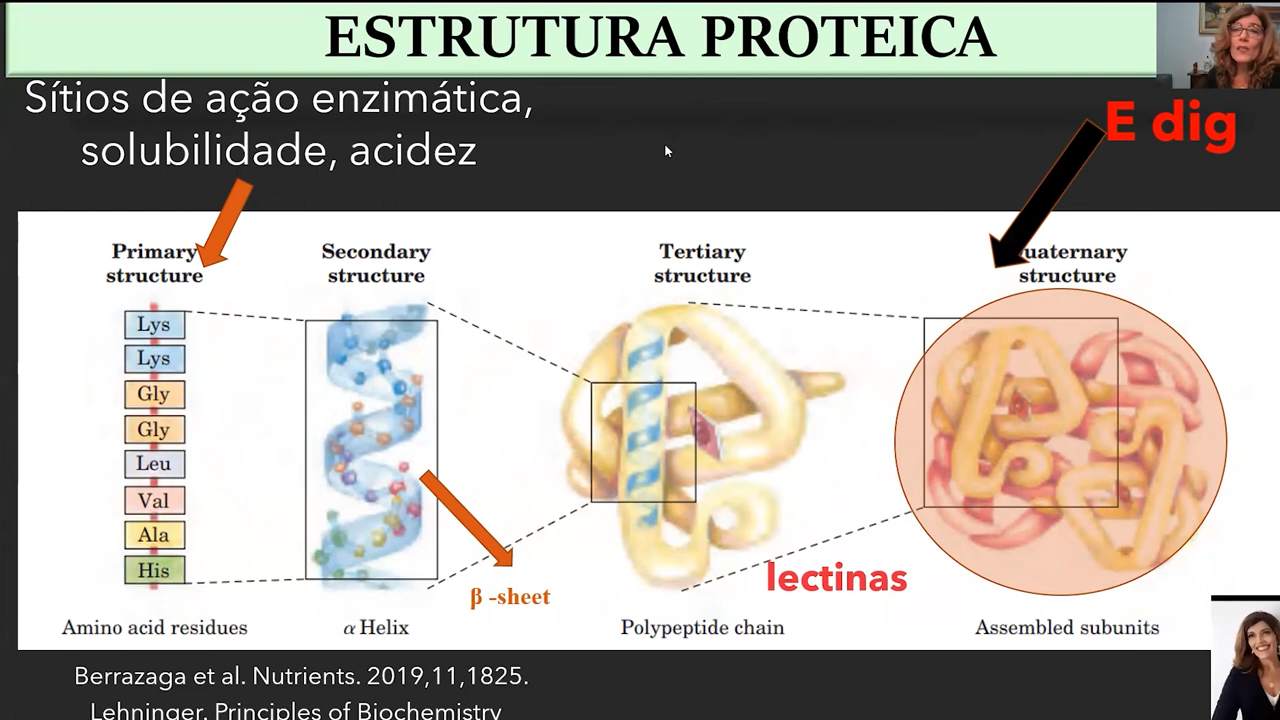 ESTRUTURA PROTEICA
Sítios de ação enzimática,
solubilidade, acidez
E dig
Primary
structure
Secondary
structure
Tertiary
structure
uaternary
structure
Lys
Lys
Gly
Gly
Leu
Val
Ala
His
β -sheet
lectinas
Amino acid residues
α Helix
Polypeptide chain
Assembled subunits
Berrazaga et al. Nutrients. 2019,11,1825.
Lehninger. Principles of Biochemistry